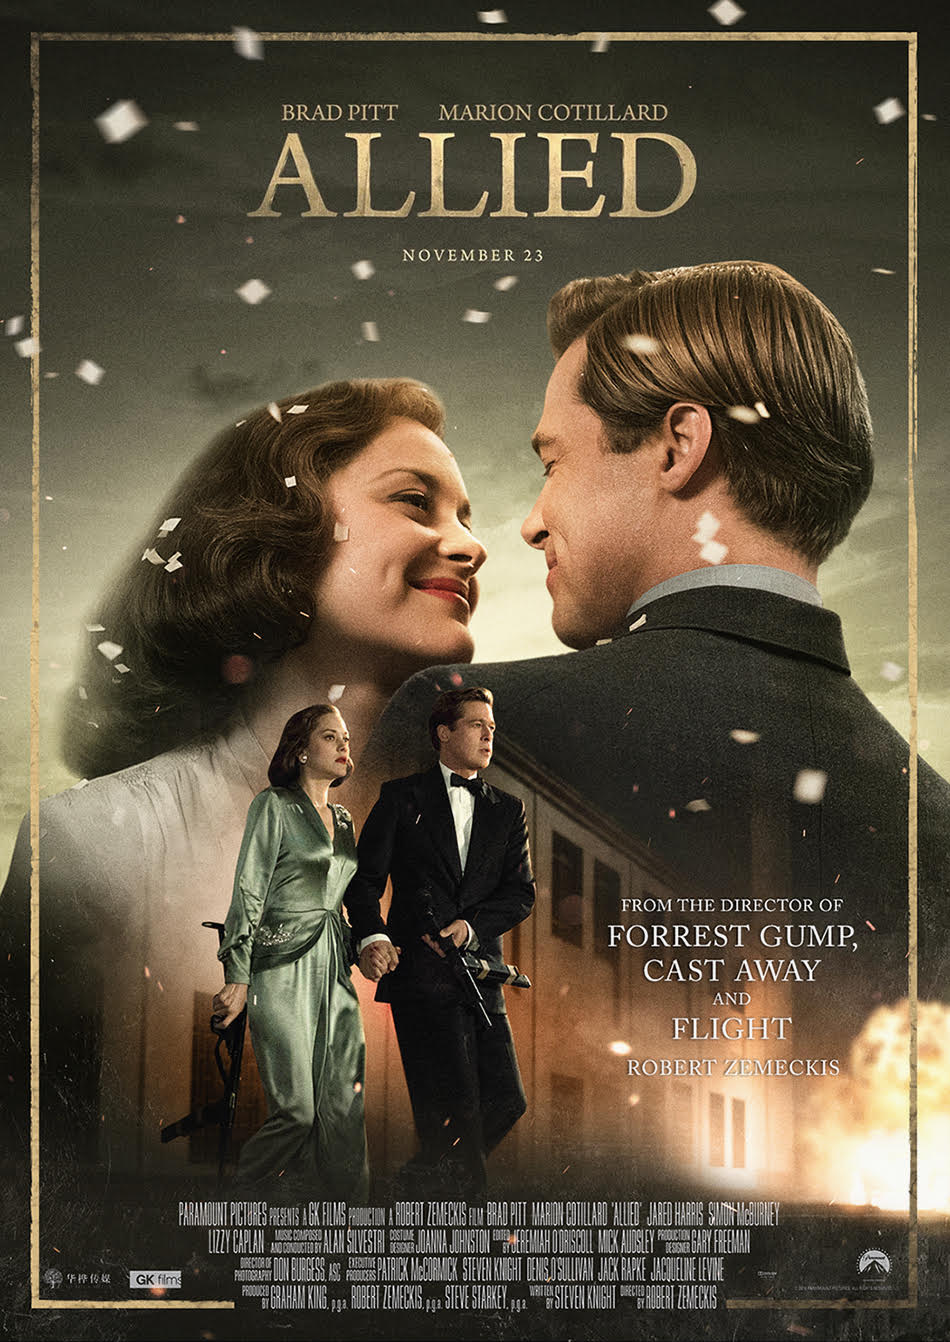 BRAD PITT MARION COTILLARD
ALLIED
NOVEMBER 23
FROM THE DIRECTOR OF
FORREST GUMP,
CAST AWAY
AND
FLIGHT
ROBERT ZEMECKIS
PARAMOUNT PICTURES PRESENTS A GK FILMS PRODUCTION A ROBERT ZEMECKIS FILM BRAD PITT MARION COTILLARD "ALLIED" JARED HARRIS SIMON McBURNEY
LIZZY CAPLAN MUSIC COMPOSED AND CONDUCTED BY ALAN SILVESTRI COSTUME DESIGNER JOANNA JOHNSTON EDITED BY JEREMIAH O'DRISCOLL MICK AUDSLEY PRODUCTION DESIGNER GARY FREEMAN
DIRECTOR OF PHOTOGRAPHY DON BURGESS, ASC EXECUTIVE PRODUCERS PATRICK McCORMICK STEVEN KNIGHT DENIS O'SULLIVAN JACK RAPKE JACQUELINE LEVINE
PRODUCED BY GRAHAM KING, p.g.a. ROBERT ZEMECKIS, p.g.a. STEVE STARKEY, p.g.a. WRITTEN BY STEVEN KNIGHT DIRECTED BY ROBERT ZEMECKIS
华桦传媒
GK films
Paramount